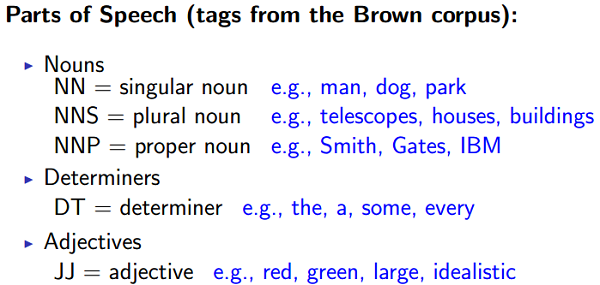 Parts of Speech (tags from the Brown corpus):
▸ Nouns
NN = singular noun e.g., man, dog, park
NNS = plural noun e.g., telescopes, houses, buildings
NNP = proper noun e.g., Smith, Gates, IBM
▸ Determiners
DT = determiner e.g., the, a, some, every
▸ Adjectives
JJ = adjective e.g., red, green, large, idealistic